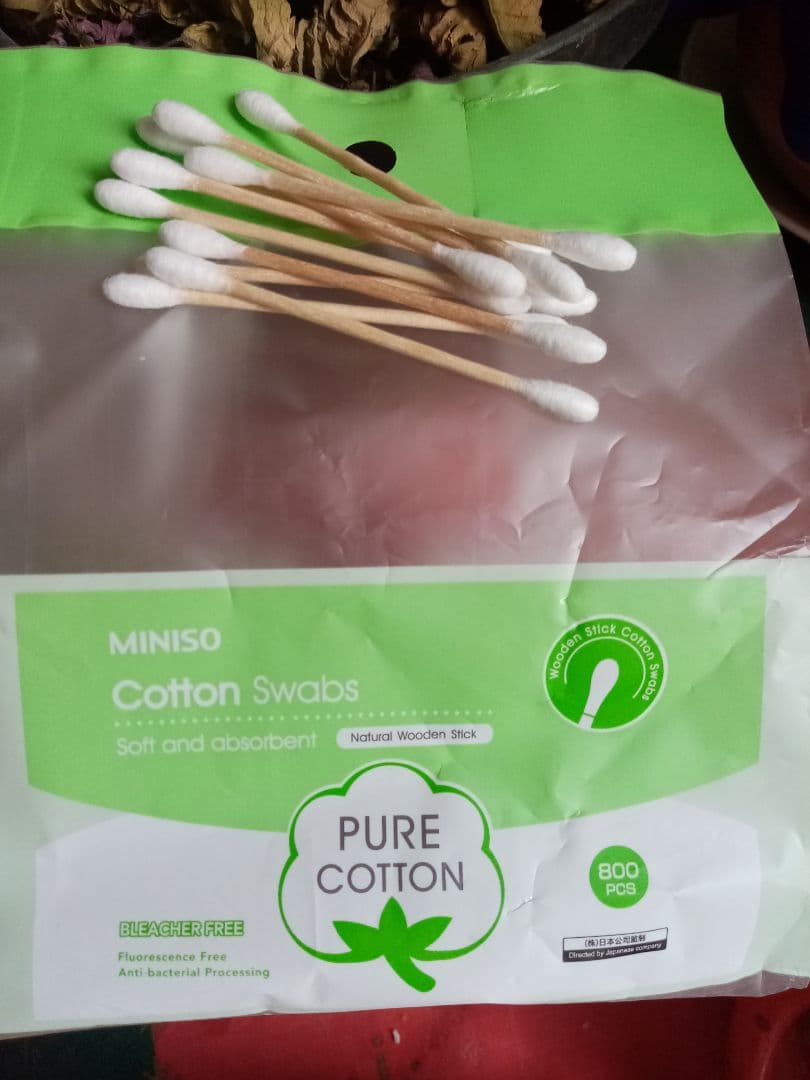 MINISO
Cotton Swabs
Soft and absorbent
Natural Wooden Stick
Wooden Stick Cotton Swabs
PURE
COTTON
800
PCS
BLEACHER FREE
Fluorescence Free
Anti-bacterial Processing
(株)日本公司監制
Directed by Japanese company